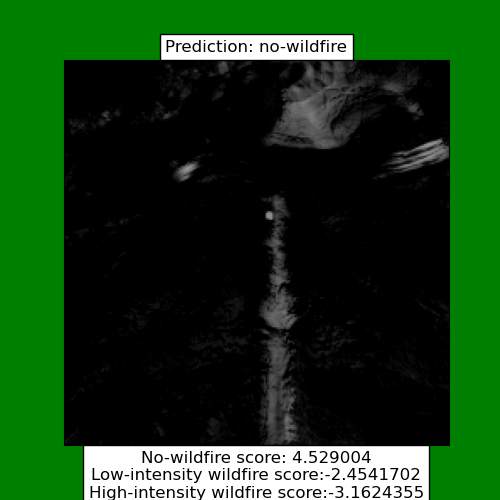 Prediction: no-wildfire
No-wildfire score: 4.529004
Low-intensity wildfire score:-2.4541702
High-intensity wildfire score:-3.1624355